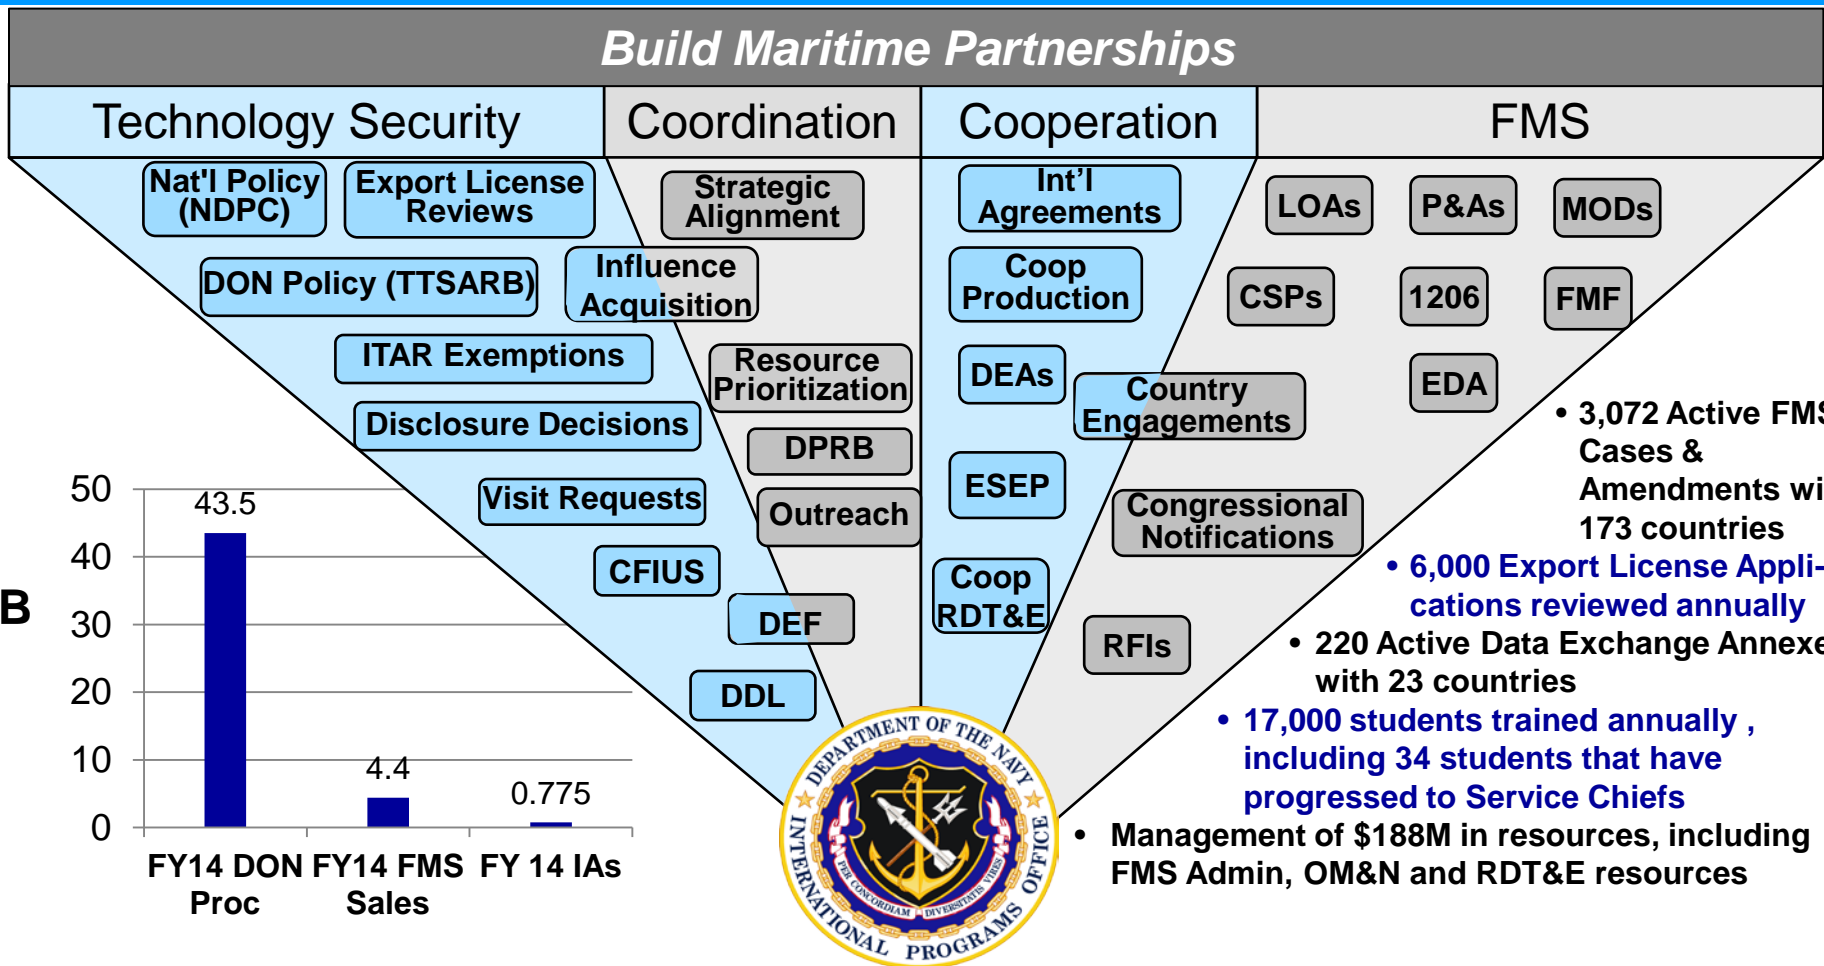 Build Maritime Partnerships
Technology Security
Coordination
Cooperation
FMS
Nat'l Policy
(NDPC)
Export License
Reviews
DON Policy (TTSARB)
ITAR Exemptions
Disclosure Decisions
Visit Requests
CFIUS
DEF
DDL
Influence
Acquisition
Strategic
Alignment
Resource
Prioritization
DPRB
Outreach
Int'l
Agreements
Coop
Production
DEAs
Country
Engagements
ESEP
Coop
RDT&E
LOAs
P&As
MODs
CSPs
1206
FMF
EDA
Congressional
Notifications
RFIs
• 3,072 Active FMS
Cases &
Amendments wi
173 countries
• 6,000 Export License Appli-
cations reviewed annually
• 220 Active Data Exchange Annexe
with 23 countries
• 17,000 students trained annually ,
including 34 students that have
progressed to Service Chiefs
• Management of $188M in resources, including
FMS Admin, OM&N and RDT&E resources
B
50
40
30
20
10
0
43.5
4.4
0.775
FY14 DON
Proc
FY14 FMS
Sales
FY 14 IAs
DEPARTMENT OF THE NAVY
INTERNATIONAL PROGRAMS OFFICE
PER CONCORDIAM DIVERSITATIS VIRES